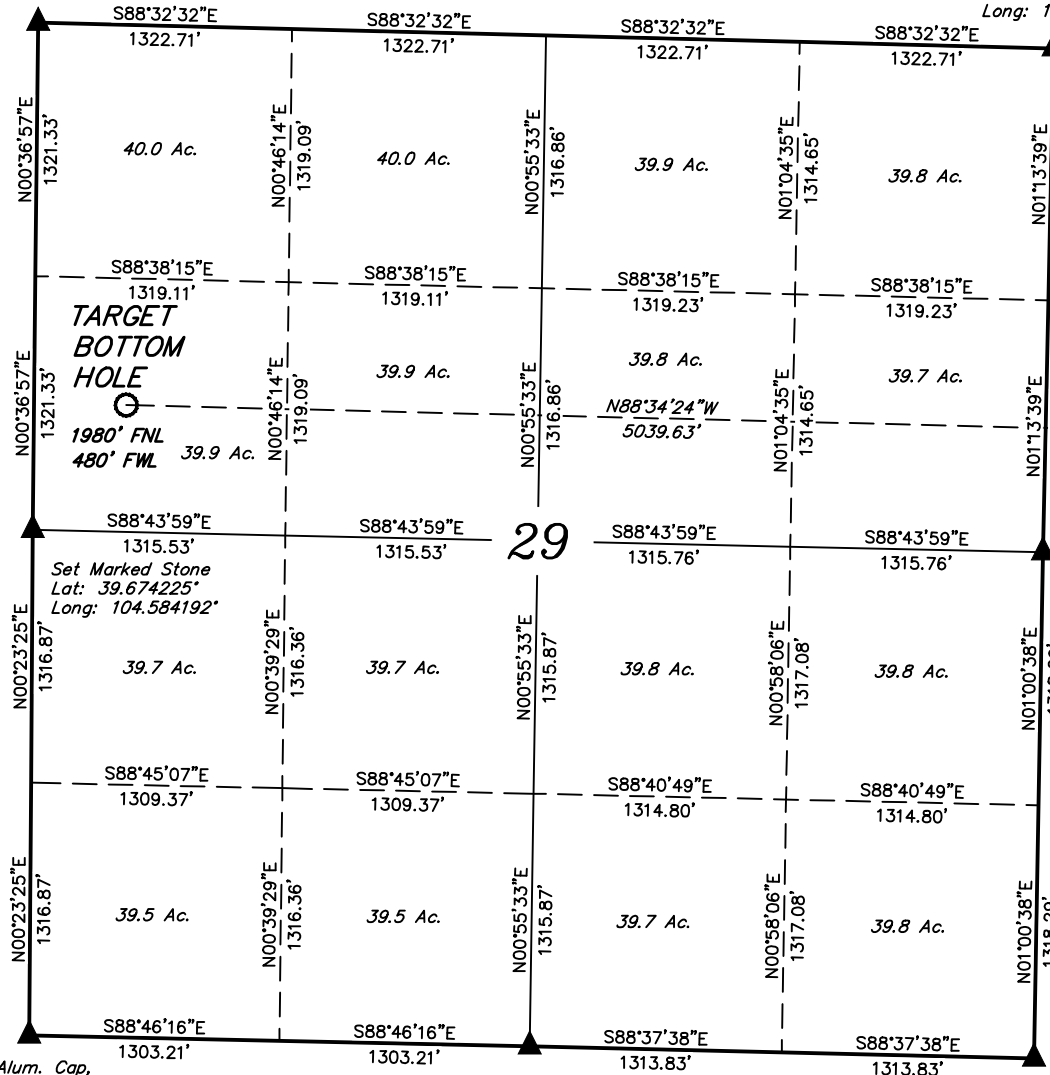 Long: 1
S88°32'32"E
1322.71'
S88°32'32"E
1322.71'
S88°32'32"E
1322.71'
S88°32'32"E
1322.71'
N00°36'57"E
1321.33'
40.0 Ac.
N00°46'14"E
1319.09'
40.0 Ac.
N00°55'33"E
1316.86'
39.9 Ac.
N01°04'35"E
1314.65'
39.8 Ac.
N01°13'39"E
S88°38'15"E
1319.11'
S88°38'15"E
1319.11'
S88°38'15"E
1319.23'
S88°38'15"E
1319.23'
TARGET
BOTTOM
HOLE
1980' FNL
480' FWL
N00°36'57"E
1321.33'
39.9 Ac.
N00°46'14"E
1319.09'
39.9 Ac.
N00°55'33"E
1316.86'
39.8 Ac.
N88°34'24"W
5039.63'
N01°04'35"E
1314.65'
39.7 Ac.
N01°13'39"E
S88°43'59"E
1315.53'
S88°43'59"E
1315.53'
29
S88°43'59"E
1315.76'
S88°43'59"E
1315.76'
Set Marked Stone
Lat: 39.674225°
Long: 104.584192°
N00°23'25"E
1316.87'
39.7 Ac.
N00°39'29"E
1316.36'
39.7 Ac.
N00°55'33"E
1315.87'
39.8 Ac.
N00°58'06"E
1317.08'
39.8 Ac.
N01°00'38"E
S88°45'07"E
1309.37'
S88°45'07"E
1309.37'
S88°40'49"E
1314.80'
S88°40'49"E
1314.80'
N00°23'25"E
1316.87'
39.5 Ac.
N00°39'29"E
1316.36'
39.5 Ac.
N00°55'33"E
1315.87'
39.7 Ac.
N00°58'06"E
1317.08'
39.8 Ac.
N01°00'38"E
S88°46'16"E
1303.21'
S88°46'16"E
1303.21'
S88°37'38"E
1313.83'
S88°37'38"E
1313.83'
Alum. Cap,